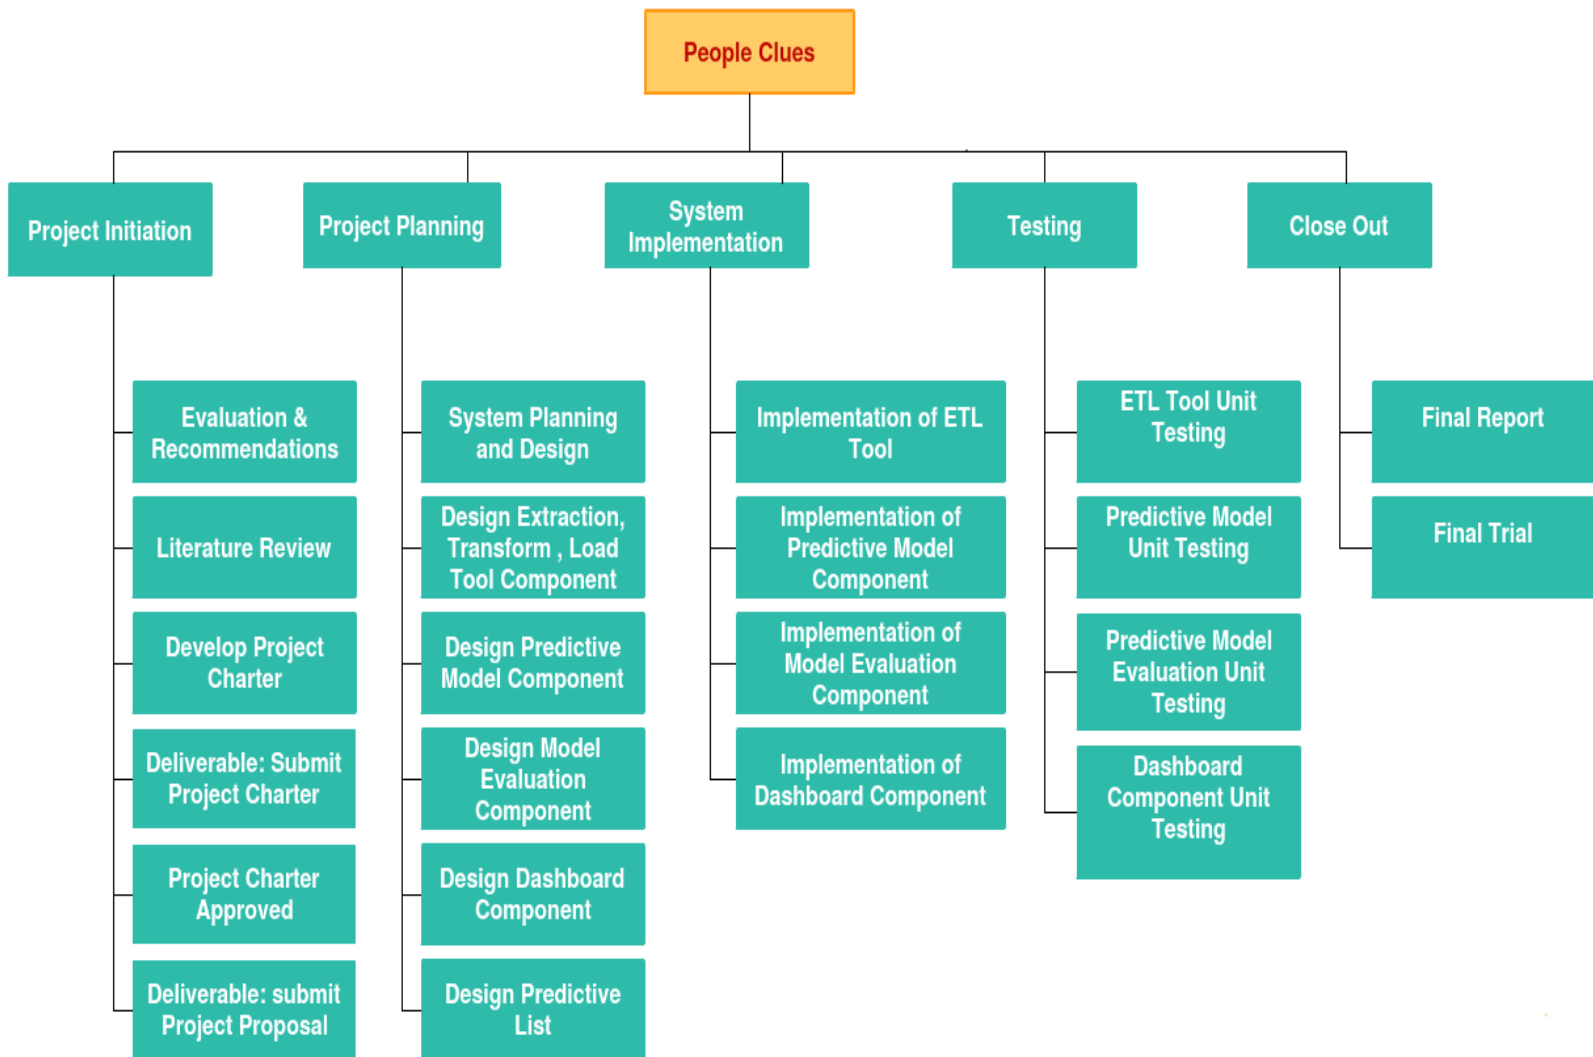 People Clues
Project Initiation
Project Planning
System
Implementation
Testing
Close Out
Evaluation &
Recommendations
Literature Review
Develop Project
Charter
Deliverable: Submit
Project Charter
Project Charter
Approved
Deliverable: submit
Project Proposal
System Planning
and Design
Design Extraction,
Transform , Load
Tool Component
Design Predictive
Model Component
Design Model
Evaluation
Component
Design Dashboard
Component
Design Predictive
List
Implementation of ETL
Tool
Implementation of
Predictive Model
Component
Implementation of
Model Evaluation
Component
Implementation of
Dashboard Component
ETL Tool Unit
Testing
Predictive Model
Unit Testing
Predictive Model
Evaluation Unit
Testing
Dashboard
Component Unit
Testing
Final Report
Final Trial